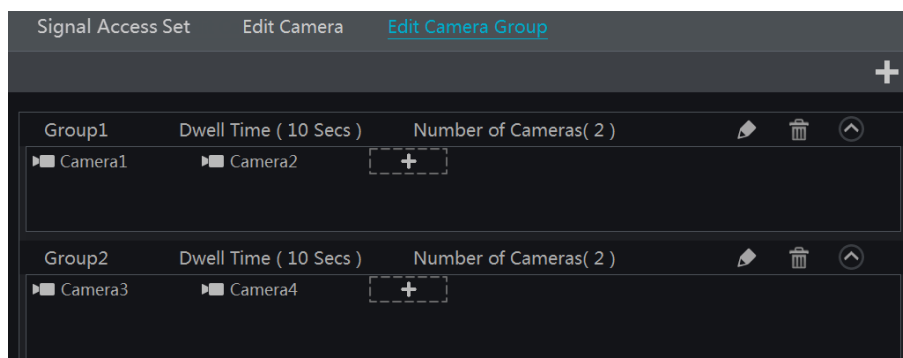 Signal Access Set Edit Camera Edit Camera Group
Group1 Dwell Time ( 10 Secs ) Number of Cameras( 2 )
Camera1 Camera2
Group2 Dwell Time ( 10 Secs ) Number of Cameras( 2 )
Camera3 Camera4